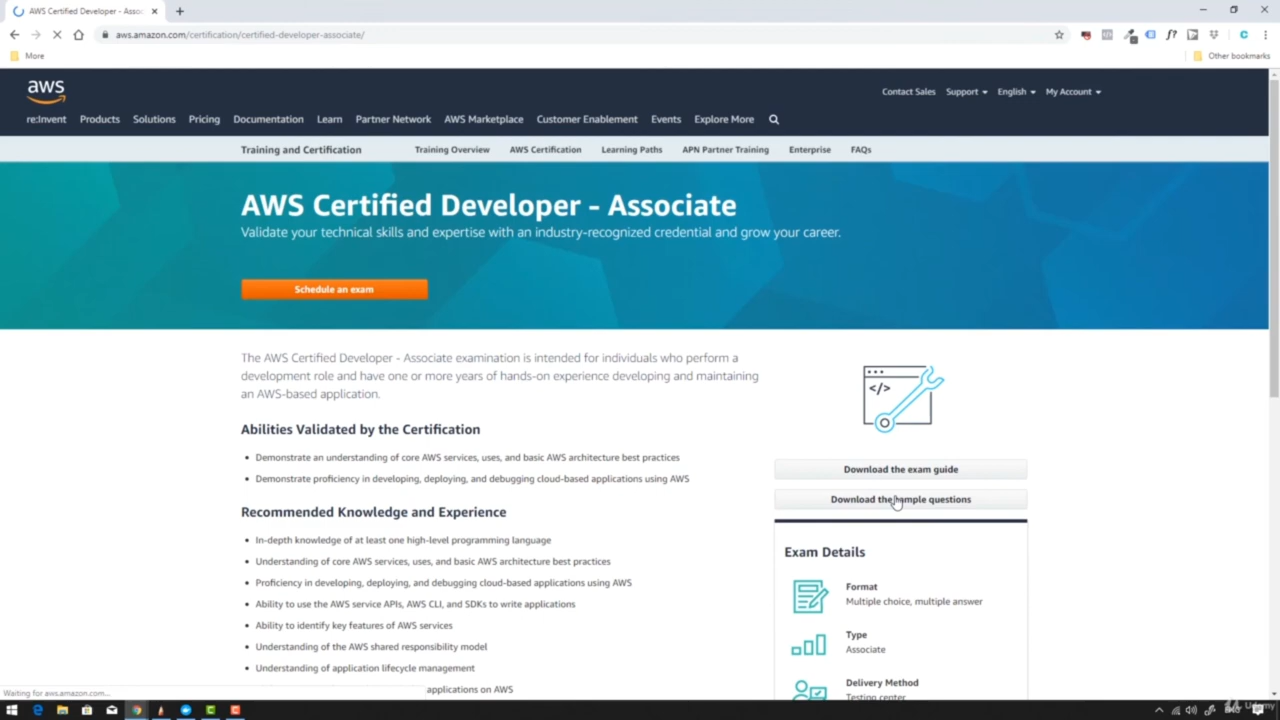 AWS Certified Developer - Assoc
aws.amazon.com/certification/certified-developer-associate/
More
Other bookmarks
aws
Contact Sales Support English My Account
re:Invent Products Solutions Pricing Documentation Learn Partner Network AWS Marketplace Customer Enablement Events Explore More
Training and Certification Training Overview AWS Certification Learning Paths APN Partner Training Enterprise FAQs
AWS Certified Developer - Associate
Validate your technical skills and expertise with an industry-recognized credential and grow your career.
Schedule an exam
The AWS Certified Developer - Associate examination is intended for individuals who perform a
development role and have one or more years of hands-on experience developing and maintaining
an AWS-based application.
Abilities Validated by the Certification
Demonstrate an understanding of core AWS services, uses, and basic AWS architecture best practices
Demonstrate proficiency in developing, deploying, and debugging cloud-based applications using AWS
Recommended Knowledge and Experience
In-depth knowledge of at least one high-level programming language
Understanding of core AWS services, uses, and basic AWS architecture best practices
Proficiency in developing, deploying, and debugging cloud-based applications using AWS
Ability to use the AWS service APIs, AWS CLI, and SDKs to write applications
Ability to identify key features of AWS services
Understanding of the AWS shared responsibility model
Understanding of application lifecycle management
applications on AWS
</>
Download the exam guide
Download the sample questions
Exam Details
Format
Multiple choice, multiple answer
Type
Associate
Delivery Method
Testing center
Waiting for aws.amazon.com...
Udemy